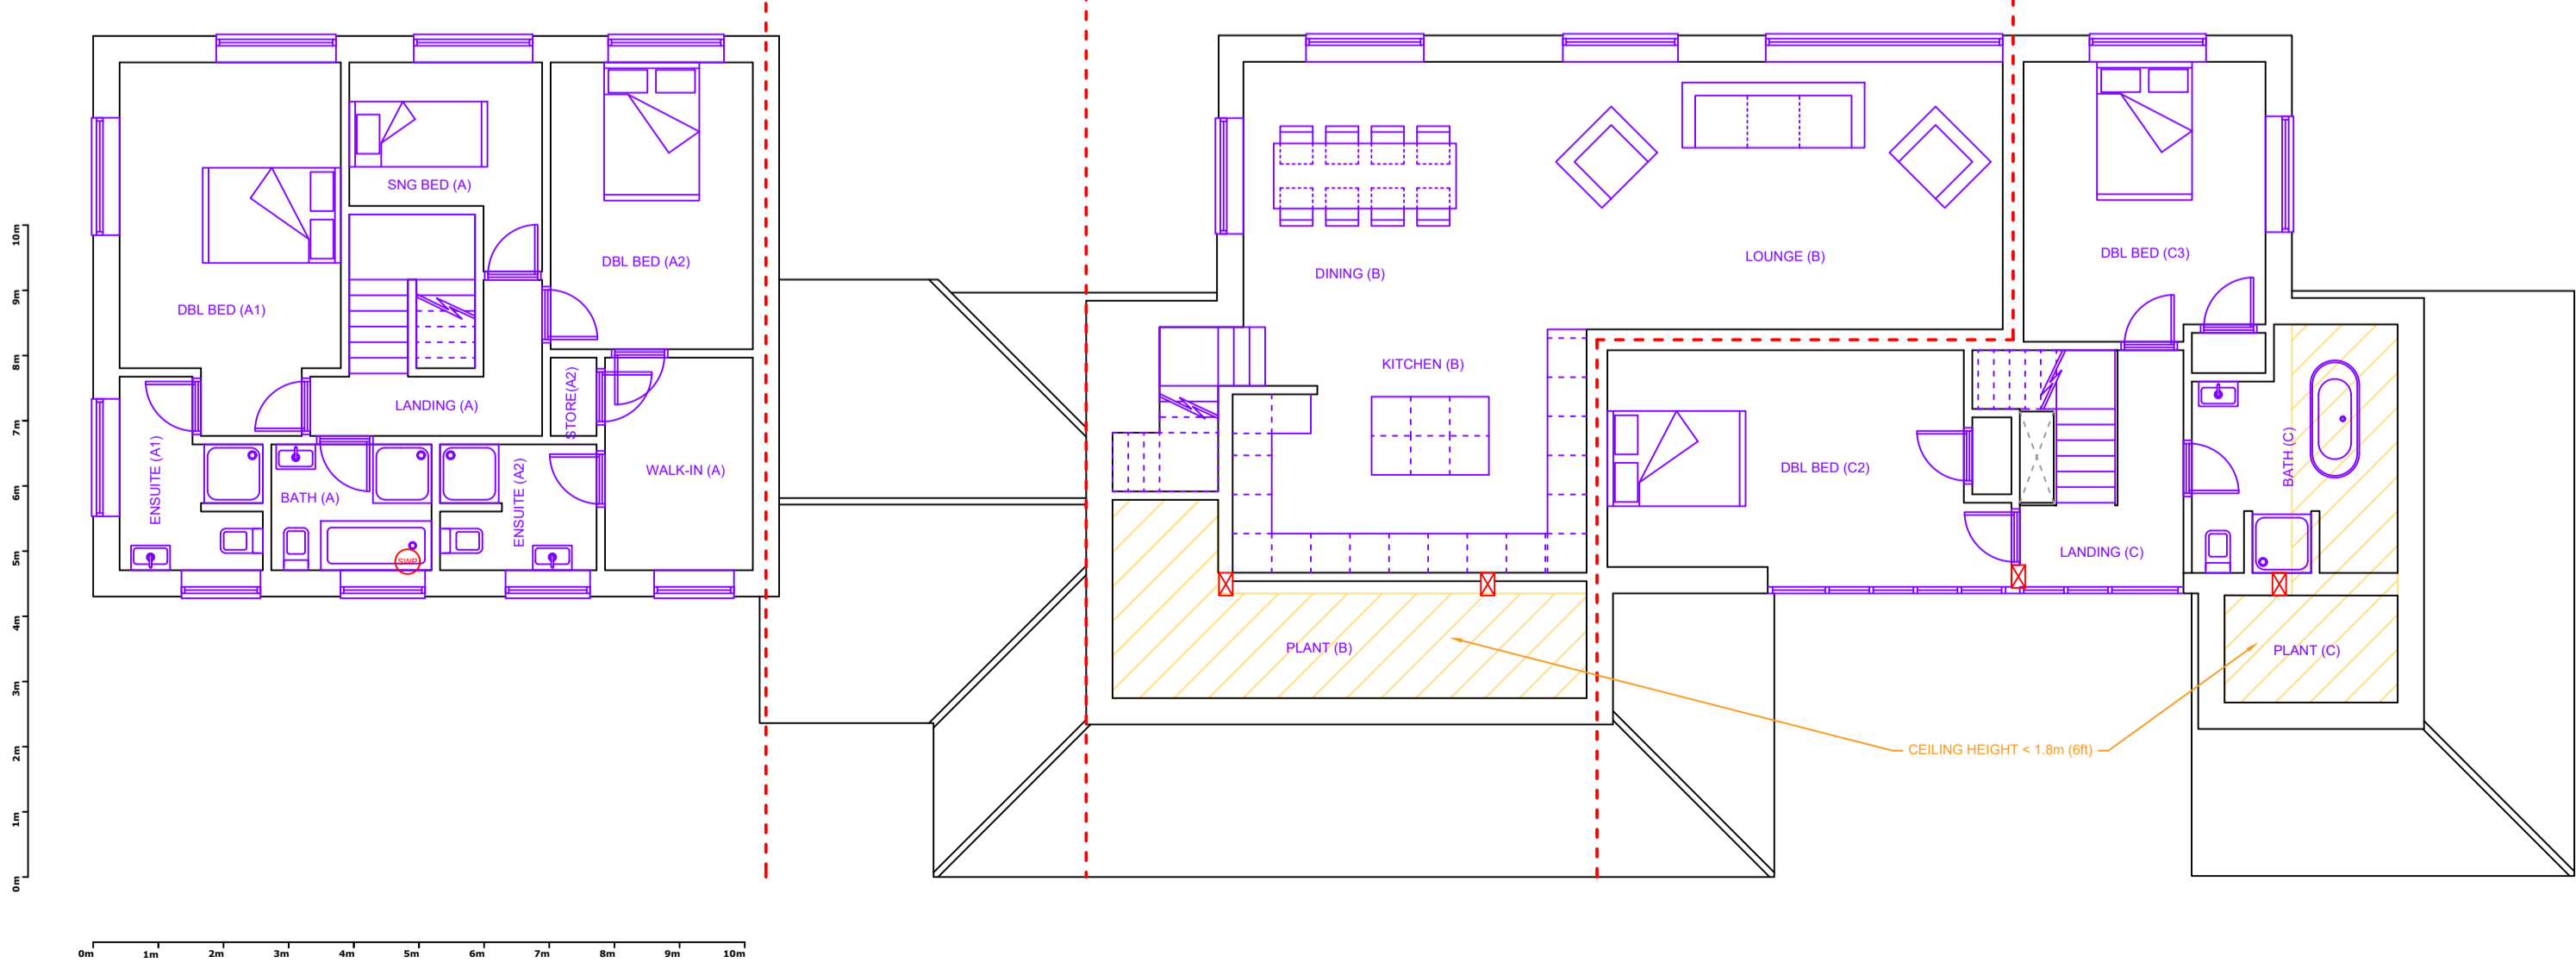 SNG BED (A)
DBL BED (A2)
DBL BED (A1)
LANDING (A)
STORE(A2)
ENSUITE (A1)
BATH (A)
ENSUITE (A2)
WALK-IN (A)
SWP
DINING (B)
LOUNGE (B)
KITCHEN (B)
PLANT (B)
DBL BED (C3)
DBL BED (C2)
BATH (C)
LANDING (C)
PLANT (C)
CEILING HEIGHT < 1.8m (6ft)
10m
9m
8m
7m
6m
5m
4m
3m
2m
1m
0m
0m 1m 2m 3m 4m 5m 6m 7m 8m 9m 10m